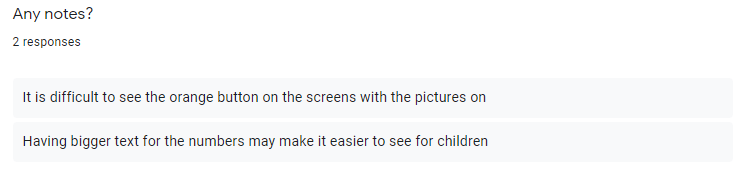 Any notes?
2 responses
It is difficult to see the orange button on the screens with the pictures on
Having bigger text for the numbers may make it easier to see for children